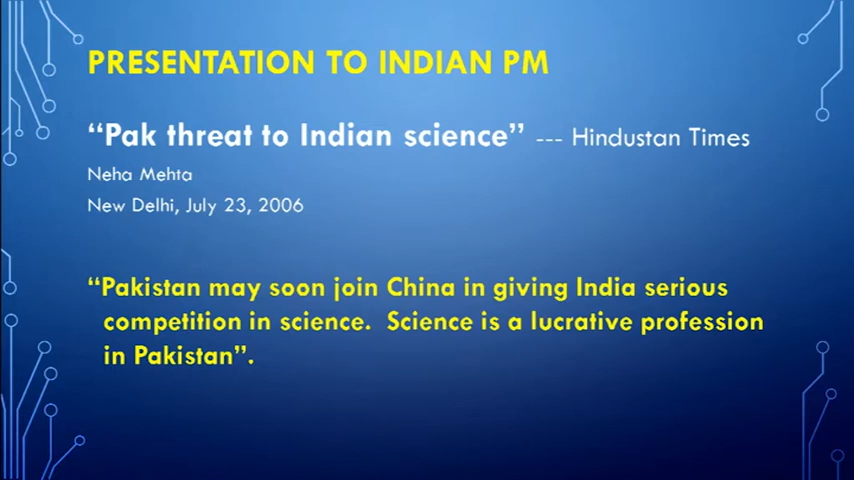 PRESENTATION TO INDIAN PM
“Pak threat to Indian science” --- Hindustan Times
Neha Mehta
New Delhi, July 23, 2006
“Pakistan may soon join China in giving India serious
competition in science. Science is a lucrative profession
in Pakistan”.